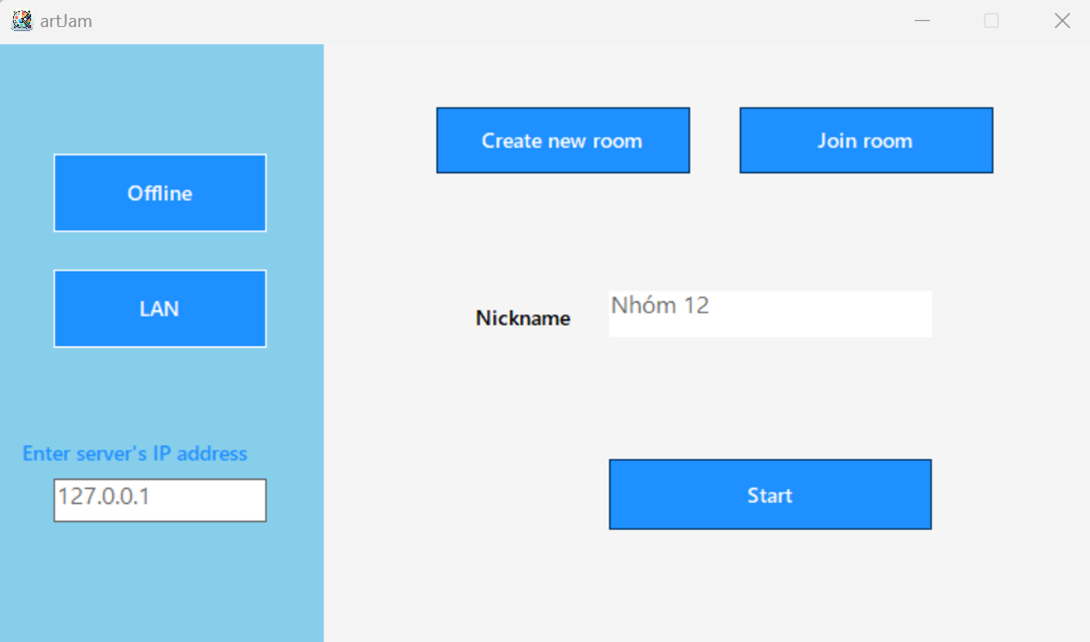 artJam
Create new room
Join room
Offline
LAN
Nickname
Nhóm 12
Enter server's IP address
127.0.0.1
Start